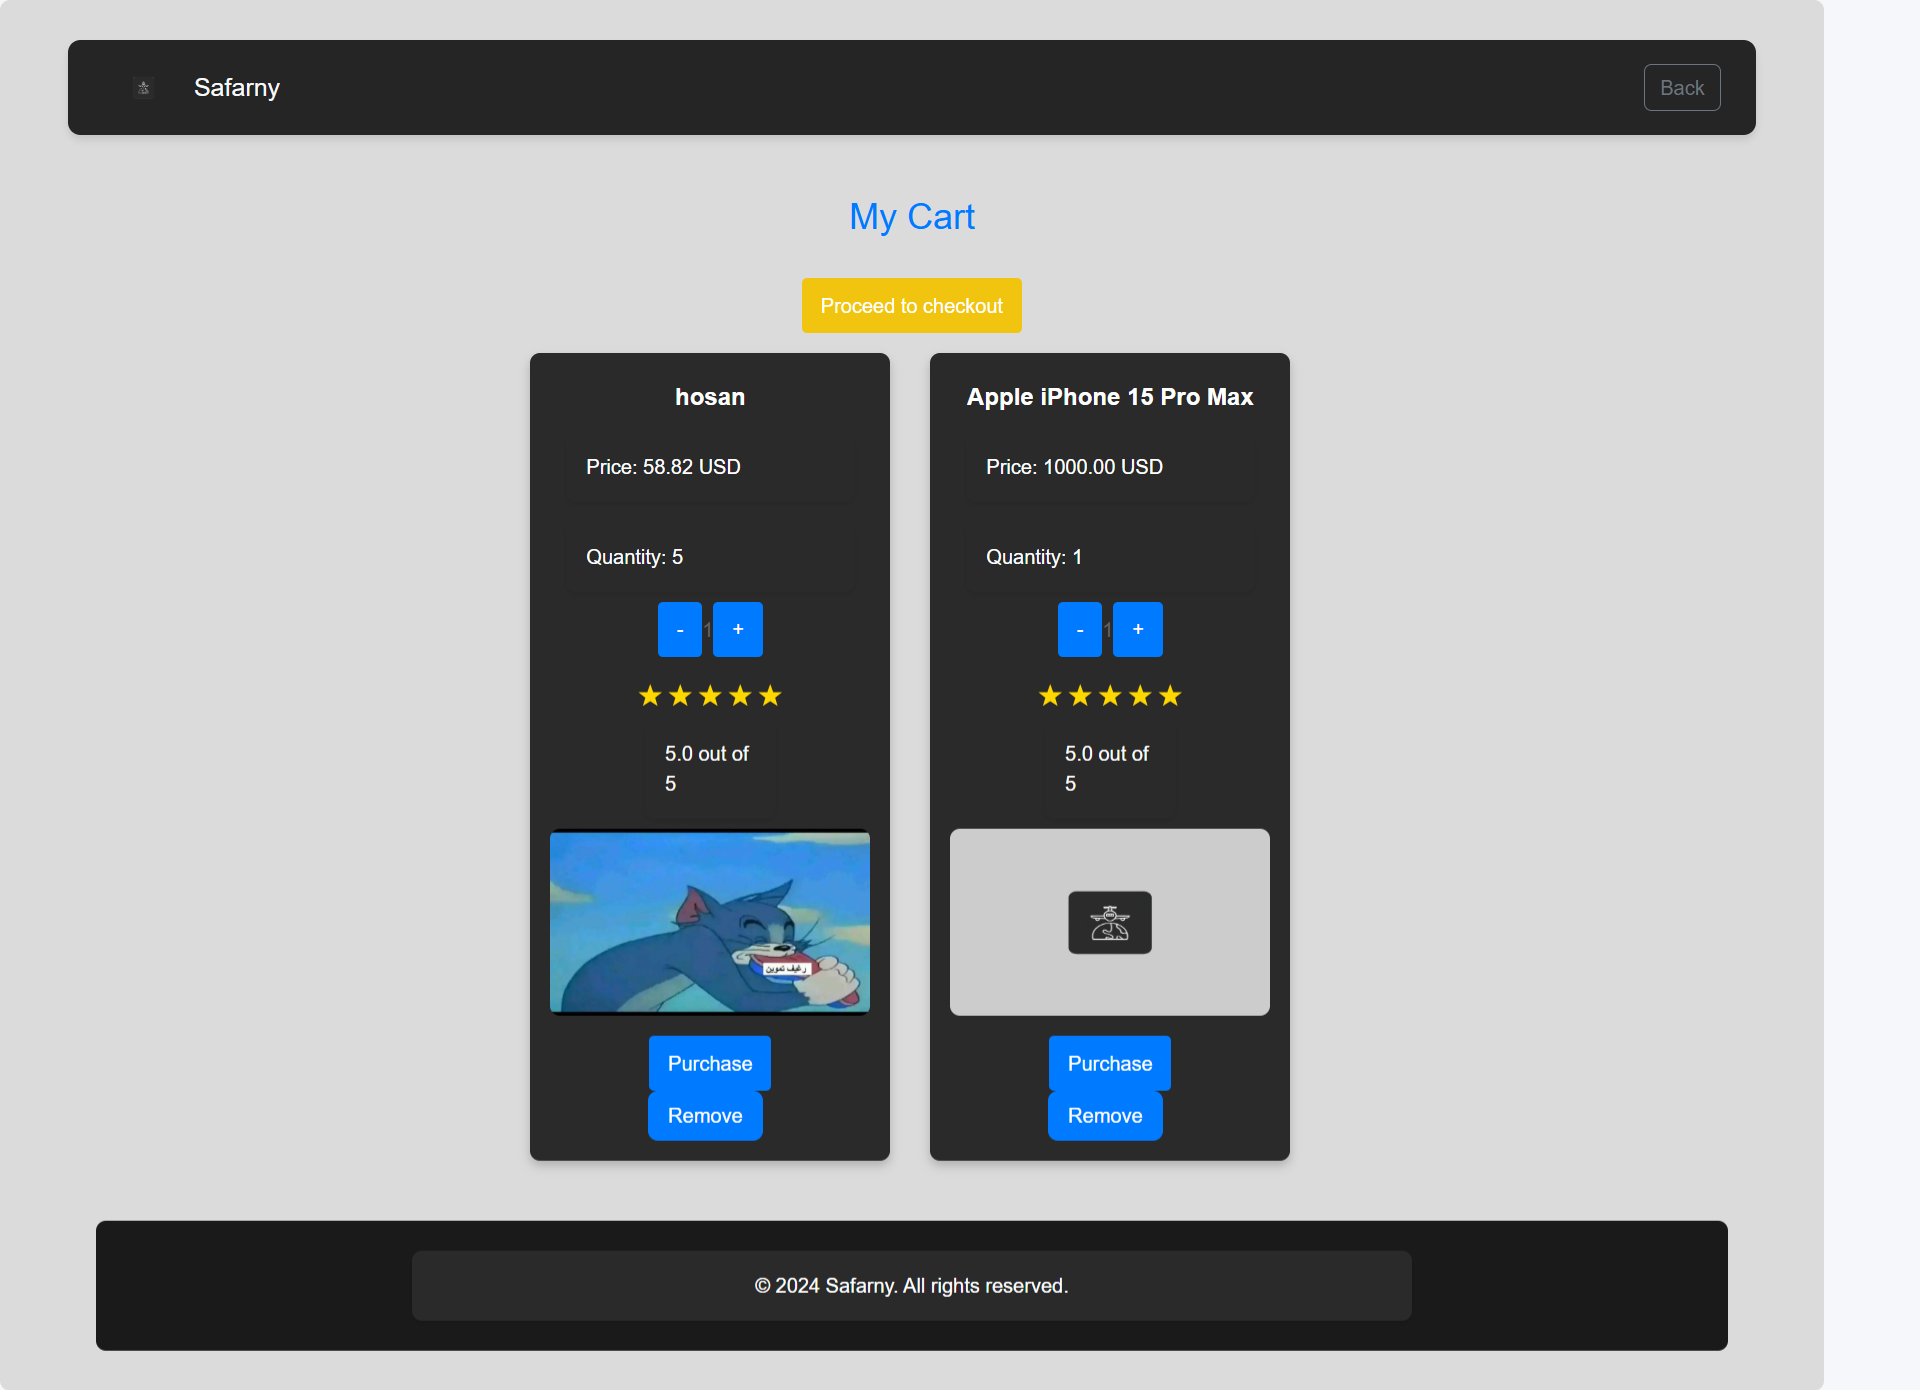 Safarny
Back
My Cart
Proceed to checkout
hosan
Price: 58.82 USD
Quantity: 5
- 1 +
★★★★★
5.0 out of
5
رغيف تموين
Purchase
Remove
Apple iPhone 15 Pro Max
Price: 1000.00 USD
Quantity: 1
- 1 +
★★★★★
5.0 out of
5
Purchase
Remove
© 2024 Safarny. All rights reserved.